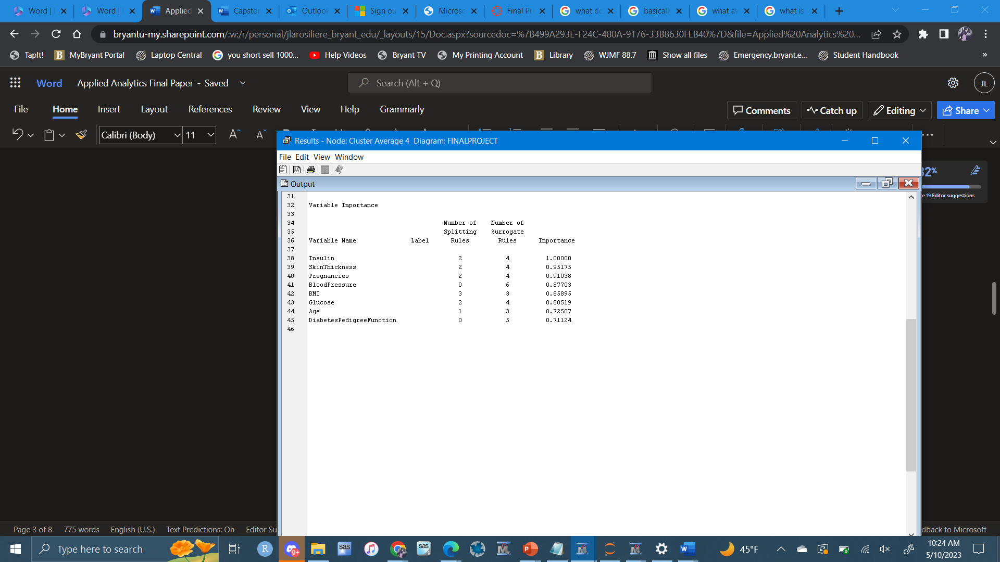 Word |
Word |
Applied
Capstor
Outlook
Sign ou
Microso
Final Pr
what do
basicall
what av
what is
bryantu-my.sharepoint.com/:w:/r/personal/jlarosiliere_bryant_edu/_layouts/15/Doc.aspx?sourcedoc=%7B499A293E-F24C-480A-9176-33B8630FEB40%7D&file=Applied%20Analytics%20...
TapIt!
MyBryant Portal
Laptop Central
you short sell 1000...
Help Videos
Bryant TV
My Printing Account
Library
WJMF 88.7
Show all files
Emergency.bryant.e...
Student Handbook
»
Word Applied Analytics Final Paper - Saved
Search (Alt + Q)
JL
File Home Insert Layout References Review View Help Grammarly
Comments Catch up Editing Share
Calibri (Body) 11 A A
Results - Node: Cluster Average 4 Diagram: FINALPROJECT
File Edit View Window
Output
32%
19 Editor suggestions
31
32 Variable Importance
33
34 Number of Number of
35 Splitting Surrogate
36 Variable Name Label Rules Rules Importance
37
38 Insulin 2 4 1.00000
39 SkinThickness 2 4 0.95175
40 Pregnancies 2 4 0.91038
41 BloodPressure 0 6 0.87703
42 BMI 3 3 0.85895
43 Glucose 2 4 0.80519
44 Age 1 3 0.72507
45 DiabetesPedigreeFunction 0 5 0.71124
46
Page 3 of 8 775 words English (U.S.) Text Predictions: On Editor Su
dback to Microsoft
Type here to search
R
9+
sas
sas
45°F
10:24 AM
5/10/2023